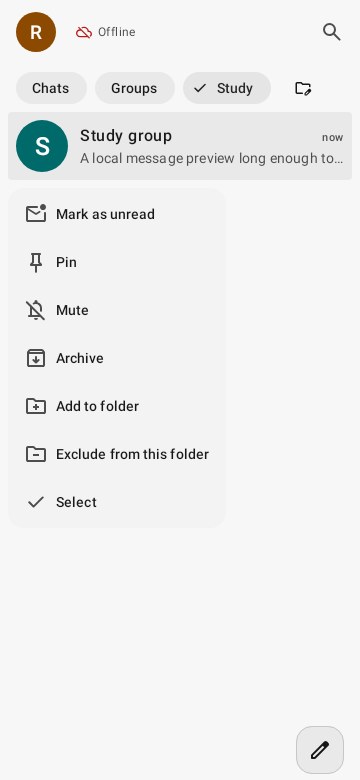 R
Offline
Chats
Groups
Study
S
Study group
now
A local message preview long enough to…
Mark as unread
Pin
Mute
Archive
Add to folder
Exclude from this folder
Select